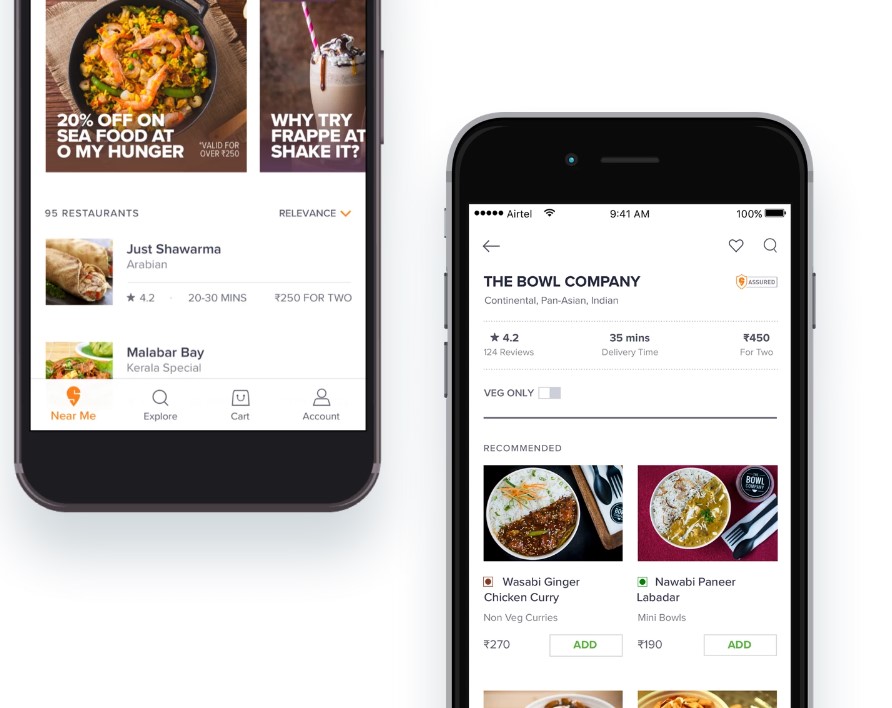 20% OFF ON
SEA FOOD AT
O MY HUNGER
*VALID FOR
OVER ₹250
WHY TRY
FRAPPE AT
SHAKE IT?
95 RESTAURANTS
RELEVANCE
Just Shawarma
Arabian
★ 4.2 · 20-30 MINS ₹250 FOR TWO
Malabar Bay
Kerala Special
Near Me
Explore
Cart
Account
Airtel 9:41 AM 100%
THE BOWL COMPANY
ASSURED
Continental, Pan-Asian, Indian
★ 4.2 35 mins ₹450
124 Reviews Delivery Time For Two
VEG ONLY
RECOMMENDED
THE
BOWL
COMPANY
Wasabi Ginger
Chicken Curry
Non Veg Curries
₹270 ADD
Nawabi Paneer
Labadar
Mini Bowls
₹190 ADD